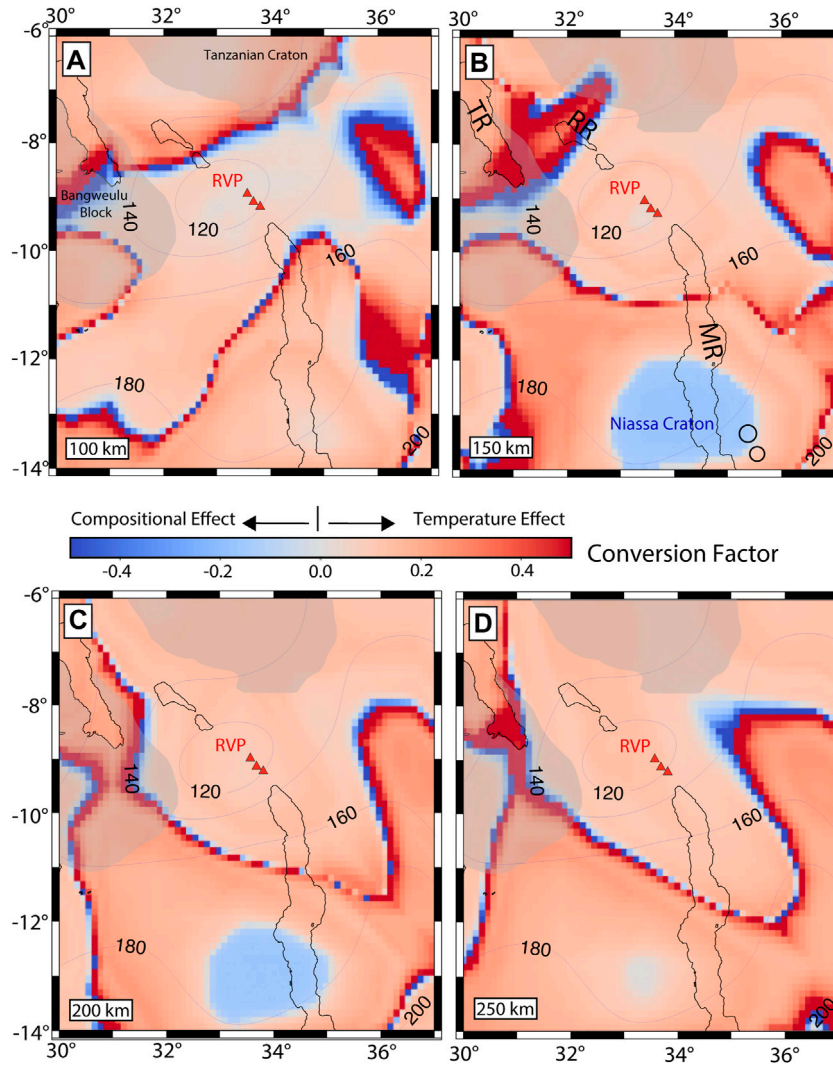 30° 32° 34° 36° 30° 32° 34° 36°
-6°
A
Tanzanian Craton
B
TR
RR
-8°
RVP
RVP
Bangweulu
Block
140
120
140
120
-10°
160
160
MR
-12°
180
180
Niassa Craton
200
200
100 km
150 km
-14°
Compositional Effect
Temperature Effect
-0.4 -0.2 0.0 0.2 0.4
Conversion Factor
-6°
C
D
-8°
RVP
RVP
140
120
140
120
-10°
160
160
-12°
180
180
200
200
200 km
250 km
-14°
30° 32° 34° 36° 30° 32° 34° 36°